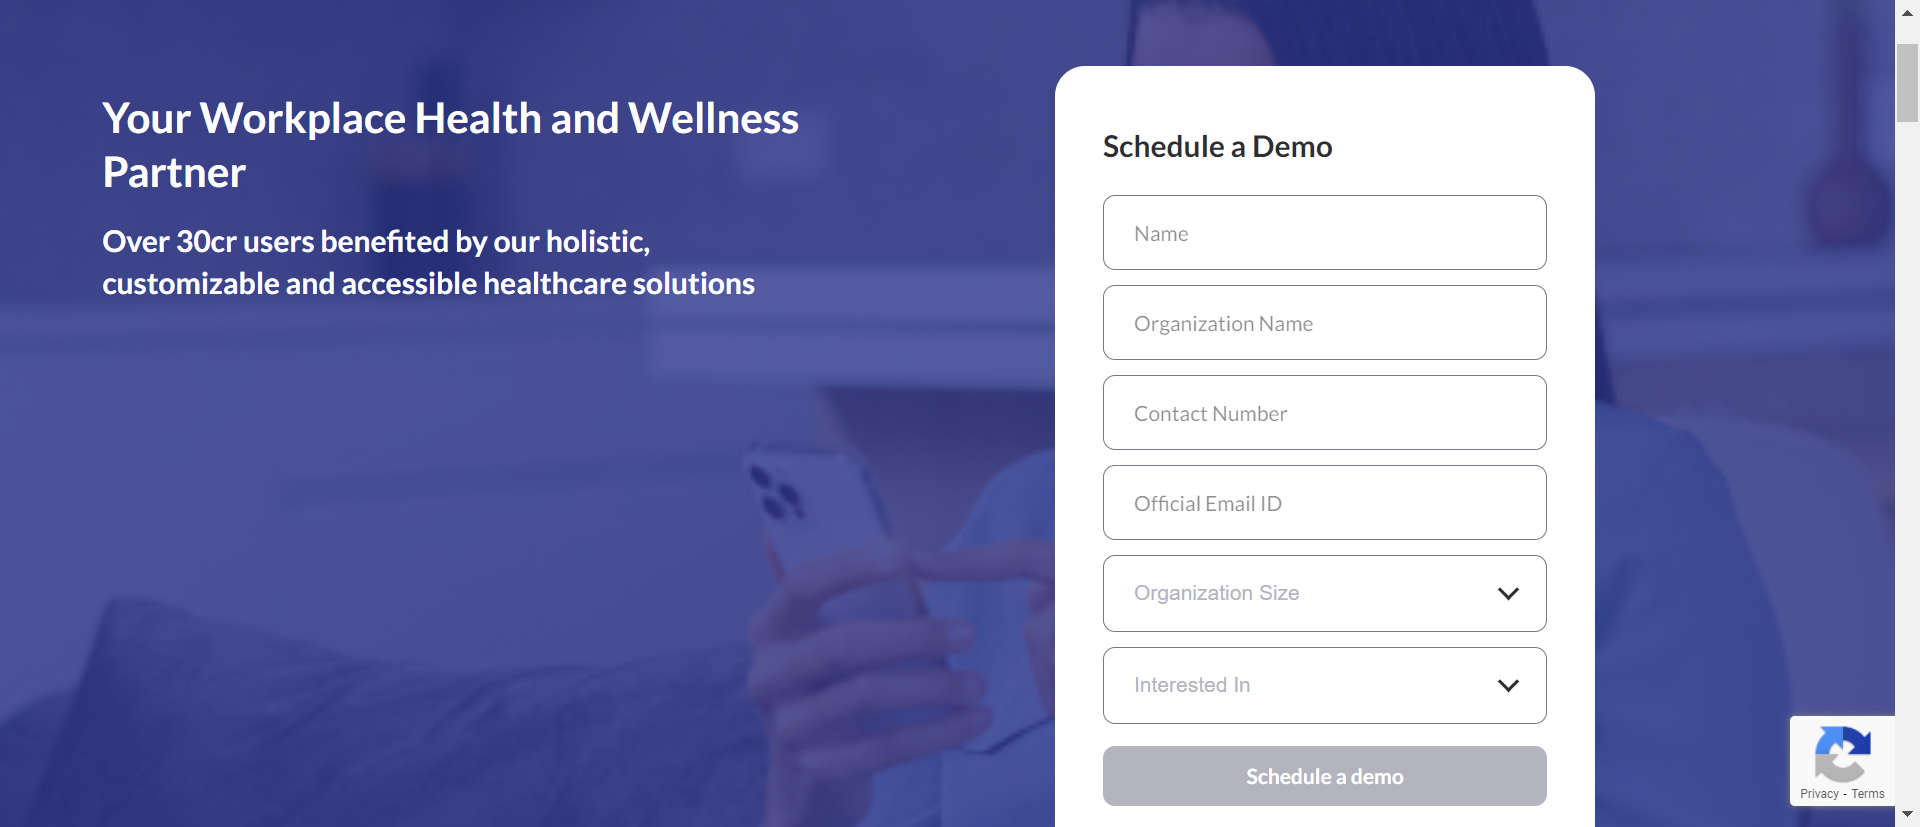 Your Workplace Health and Wellness
Partner
Over 30cr users benefited by our holistic,
customizable and accessible healthcare solutions
Schedule a Demo
Name
Organization Name
Contact Number
Official Email ID
Organization Size
Interested In
Schedule a demo
Privacy - Terms